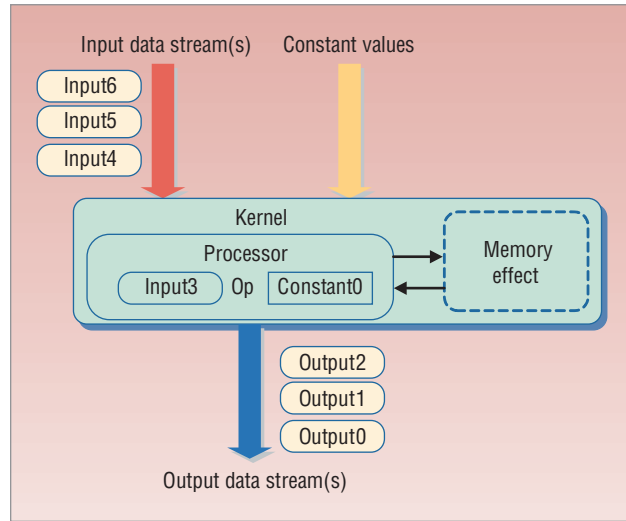 Input data stream(s)
Constant values
Input6
Input5
Input4
Kernel
Processor
Input3 Op Constant0
Memory
effect
Output2
Output1
Output0
Output data stream(s)